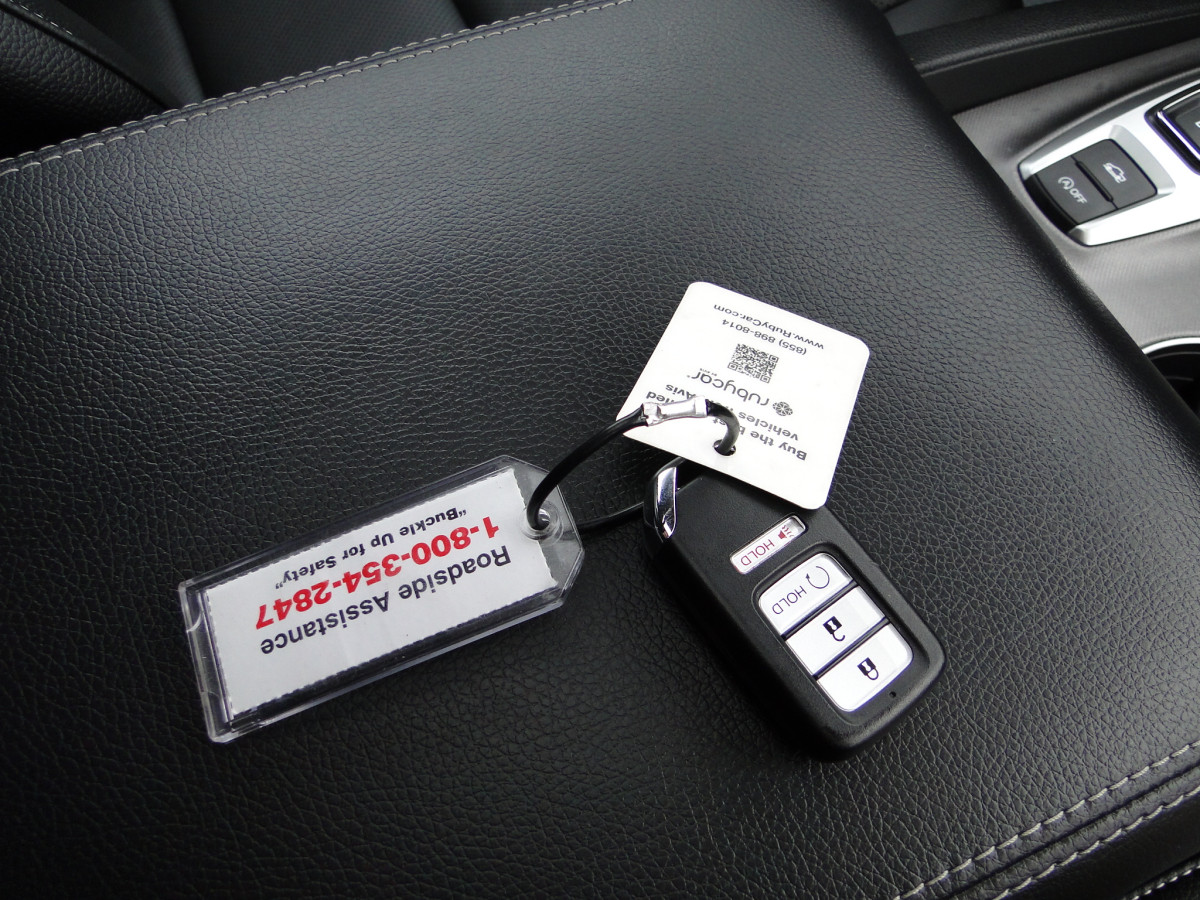 Roadside Assistance
1-800-354-2847
“Buckle Up for Safety”
Buy the
vehicles Avis
rubycar
(855) 898-8014
www.RubyCar.com
HOLD
HOLD
A OFF